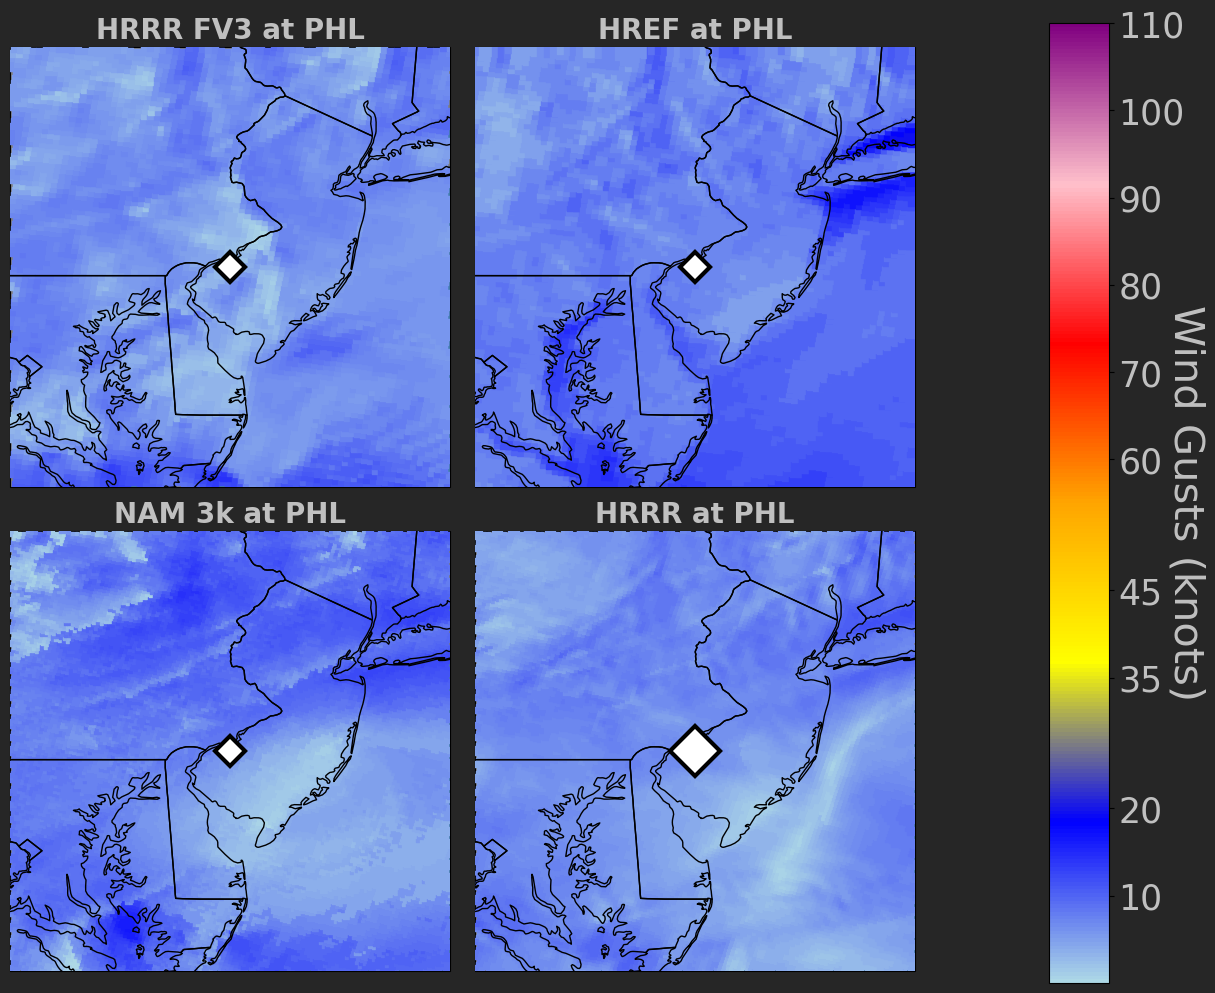 HRRR FV3 at PHL
HREF at PHL
NAM 3k at PHL
HRRR at PHL
110
100
90
80
70
60
45
35
20
10
Wind Gusts (knots)